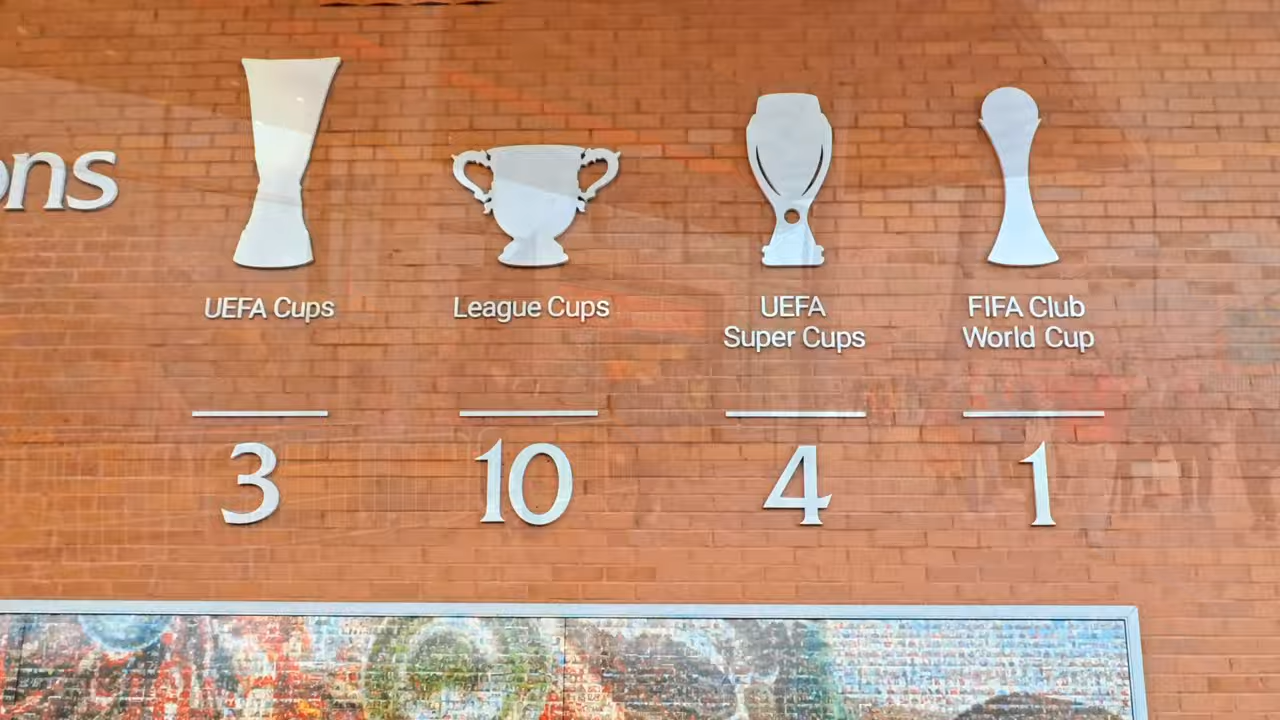 ons
UEFA Cups
League Cups
UEFA
Super Cups
FIFA Club
World Cup
3
10
4
1